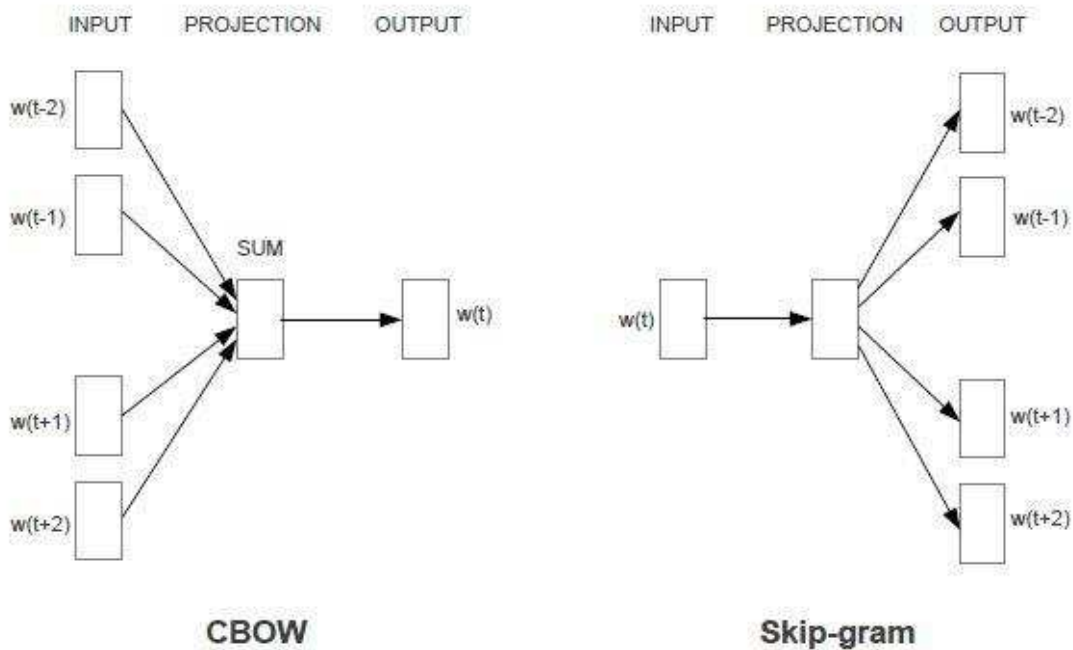 INPUT PROJECTION OUTPUT
w(t-2)
w(t-1)
SUM
w(t)
w(t+1)
w(t+2)
CBOW
INPUT PROJECTION OUTPUT
w(t-2)
w(t-1)
w(t)
w(t+1)
w(t+2)
Skip-gram